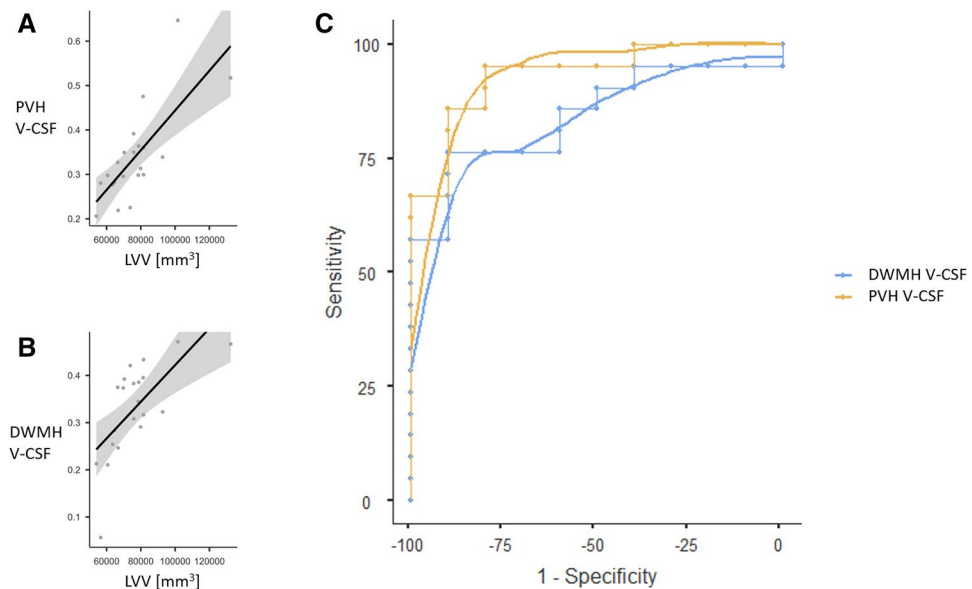 A
PVH
V-CSF
0.6
0.5
0.4
0.3
0.2
60000 80000 100000 120000
LVV [mm³]
B
DWMH
V-CSF
0.4
0.3
0.2
0.1
60000 80000 100000 120000
LVV [mm³]
C
Sensitivity
100
75
50
25
0
-100 -75 -50 -25 0
1 - Specificity
DWMH V-CSF
PVH V-CSF